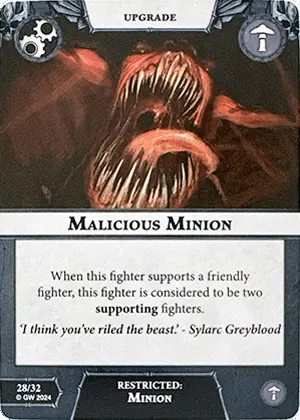 UPGRADE
MALICIOUS MINION
When this fighter supports a friendly
fighter, this fighter is considered to be two
supporting fighters.
'I think you've riled the beast.' - Sylarc Greyblood
28/32
© GW 2024
RESTRICTED:
MINION